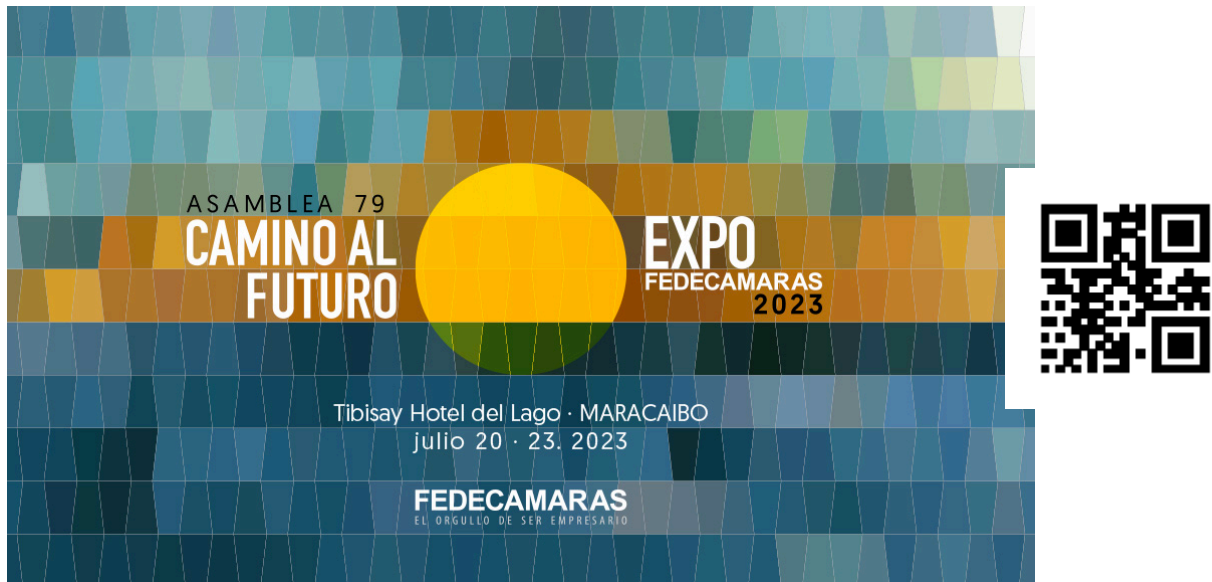 ASAMBLEA 79
CAMINO AL
FUTURO
EXPO
FEDECAMARAS
2023
Tibisay Hotel del Lago · MARACAIBO
julio 20 · 23. 2023
FEDECAMARAS
EL ORGULLO DE SER EMPRESARIO